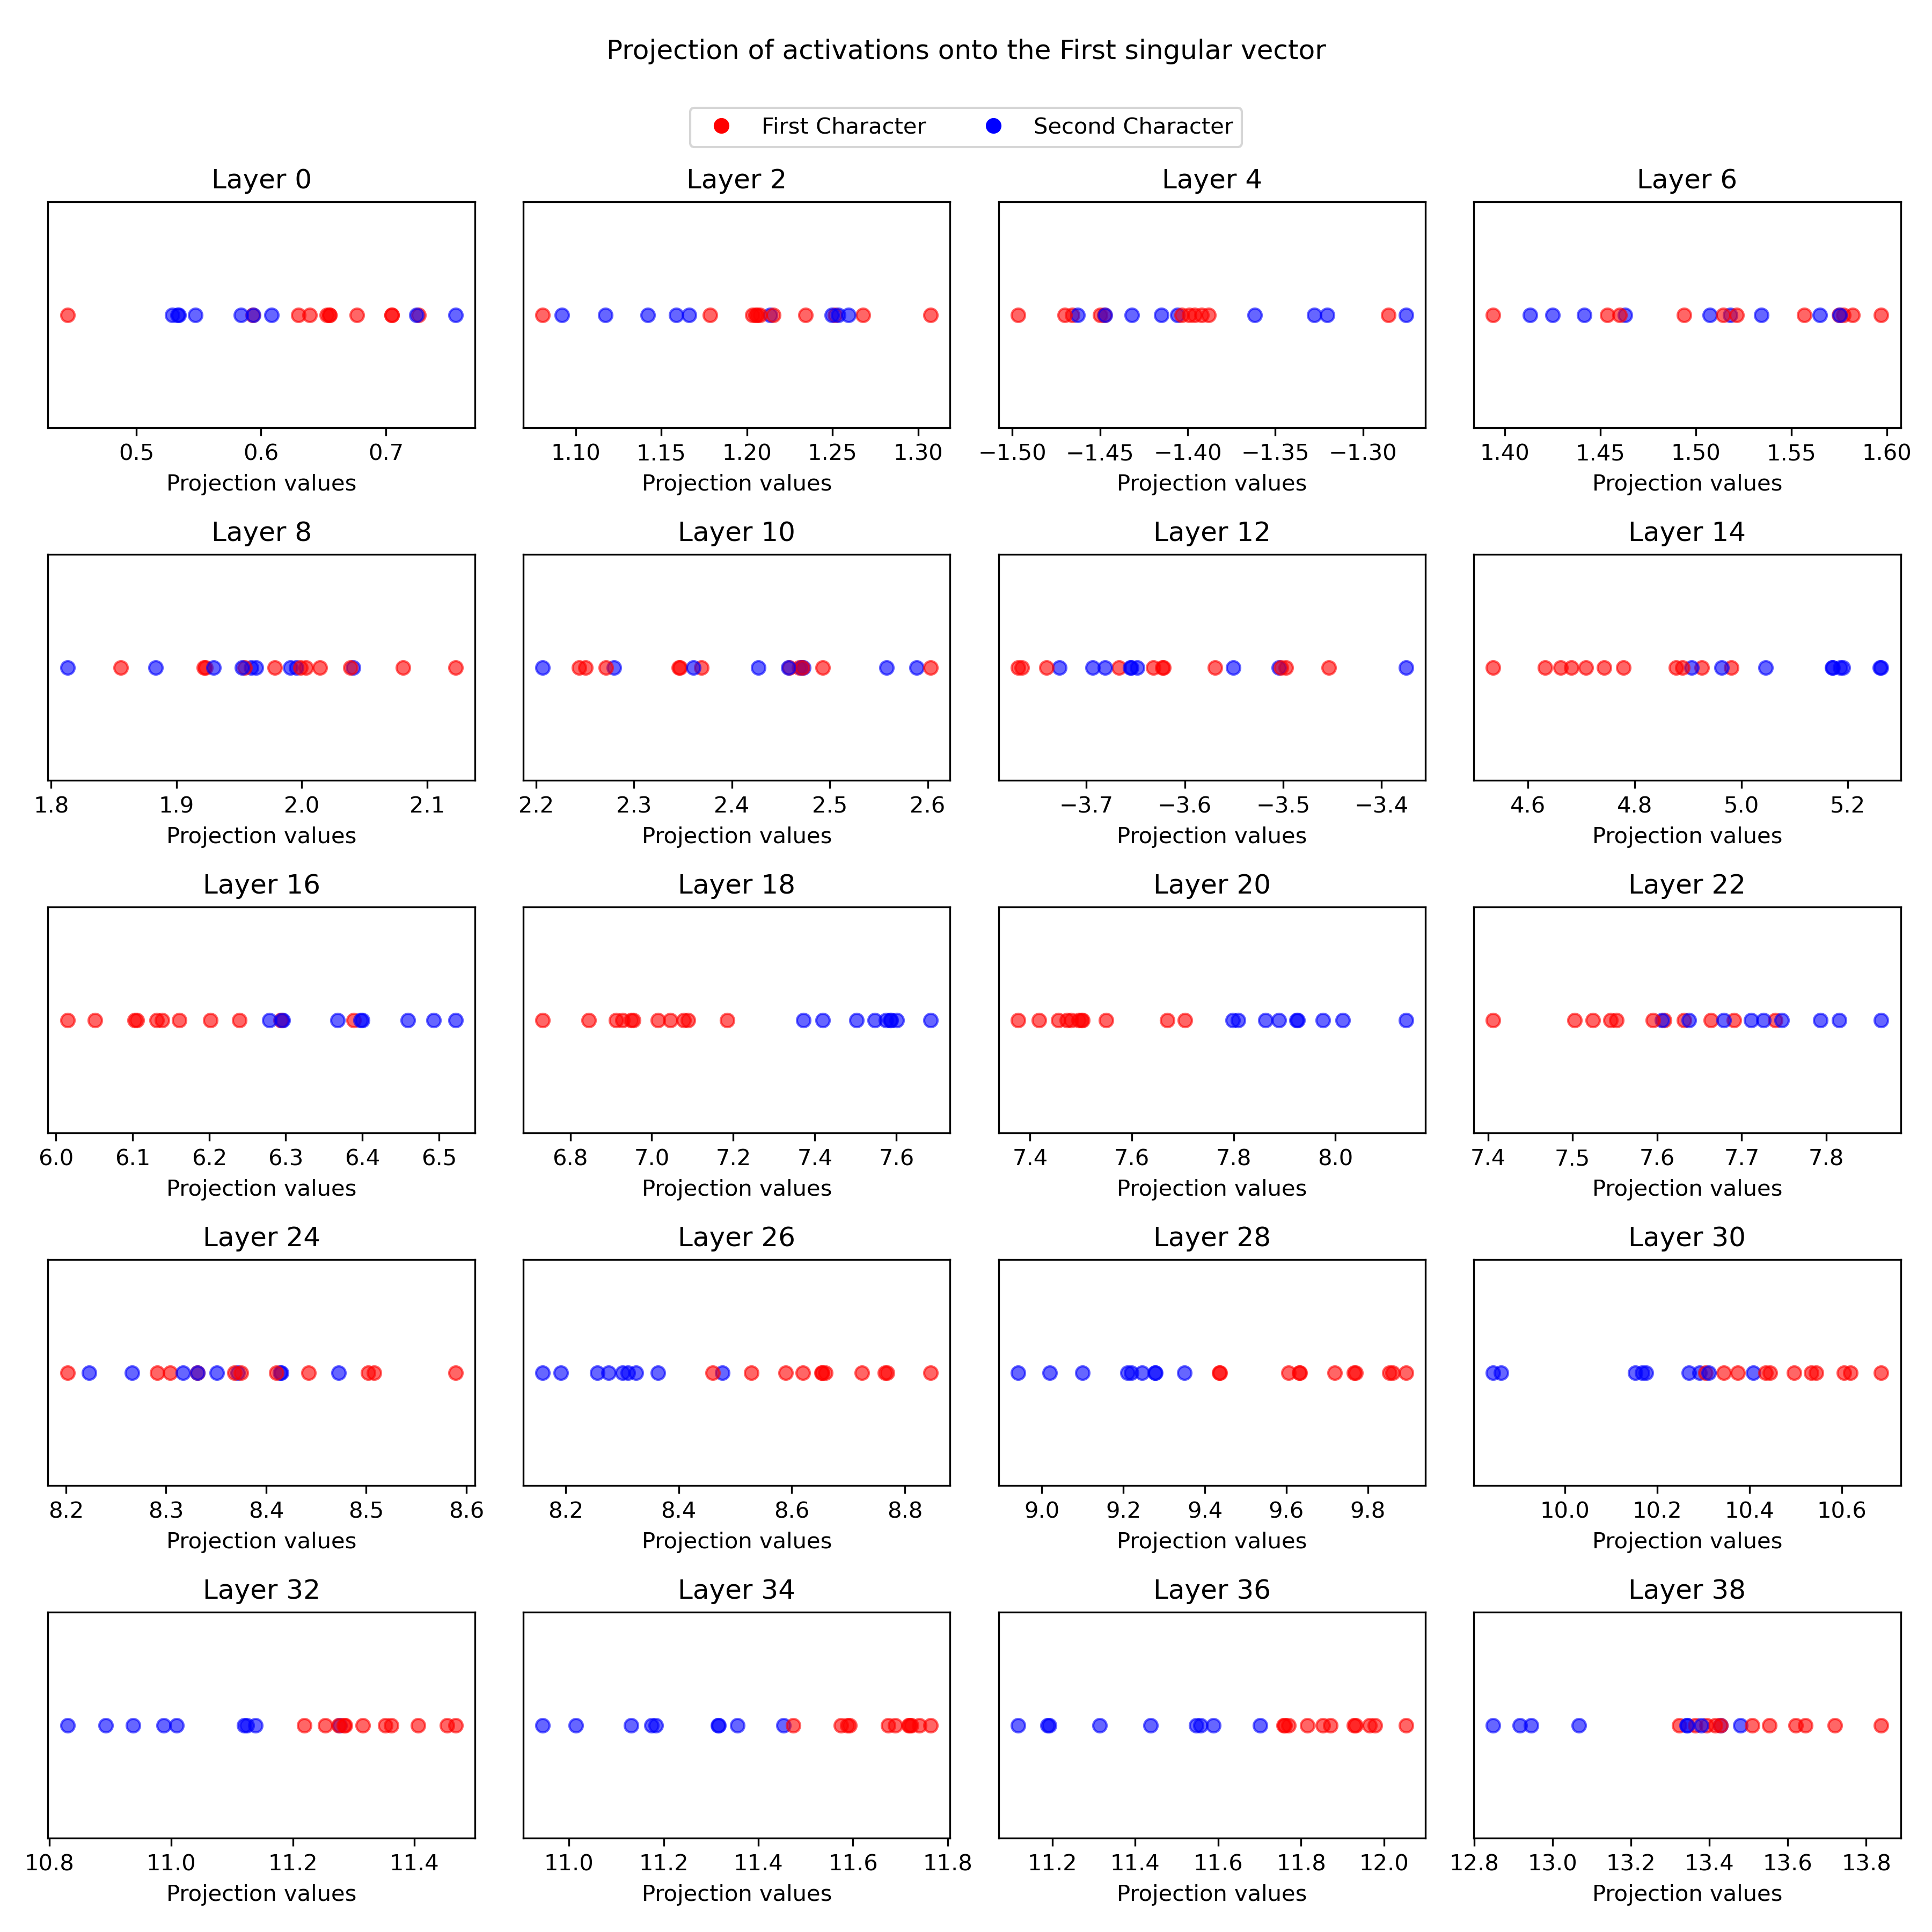 Projection of activations onto the First singular vector
First Character Second Character
Layer 0 Layer 2 Layer 4 Layer 6
0.5 0.6 0.7 1.10 1.15 1.20 1.25 1.30 −1.50 −1.45 −1.40 −1.35 −1.30 1.40 1.45 1.50 1.55 1.60
Projection values Projection values Projection values Projection values
Layer 8 Layer 10 Layer 12 Layer 14
1.8 1.9 2.0 2.1 2.2 2.3 2.4 2.5 2.6 −3.7 −3.6 −3.5 −3.4 4.6 4.8 5.0 5.2
Projection values Projection values Projection values Projection values
Layer 16 Layer 18 Layer 20 Layer 22
6.0 6.1 6.2 6.3 6.4 6.5 6.8 7.0 7.2 7.4 7.6 7.4 7.6 7.8 8.0 7.4 7.5 7.6 7.7 7.8
Projection values Projection values Projection values Projection values
Layer 24 Layer 26 Layer 28 Layer 30
8.2 8.3 8.4 8.5 8.6 8.2 8.4 8.6 8.8 9.0 9.2 9.4 9.6 9.8 10.0 10.2 10.4 10.6
Projection values Projection values Projection values Projection values
Layer 32 Layer 34 Layer 36 Layer 38
10.8 11.0 11.2 11.4 11.0 11.2 11.4 11.6 11.8 11.2 11.4 11.6 11.8 12.0 12.8 13.0 13.2 13.4 13.6 13.8
Projection values Projection values Projection values Projection values